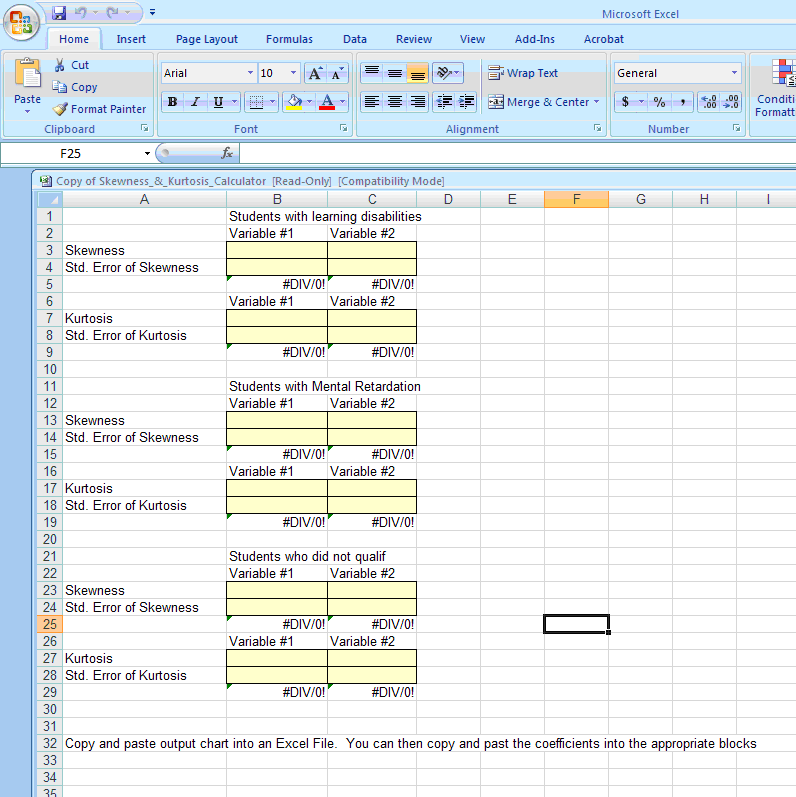 Microsoft Excel
Home Insert Page Layout Formulas Data Review View Add-Ins Acrobat
Paste
Cut
Copy
Format Painter
Clipboard
Arial 10 A A
B I U A
Font
Wrap Text
Merge & Center
Alignment
General
$ % , .00 .00
Number
Conditi
Formatt
F25 fx
Copy of Skewness_&_Kurtosis_Calculator [Read-Only] [Compatibility Mode]
A B C D E F G H I
1 Students with learning disabilities
2 Variable #1 Variable #2
3 Skewness
4 Std. Error of Skewness
5 #DIV/0! #DIV/0!
6 Variable #1 Variable #2
7 Kurtosis
8 Std. Error of Kurtosis
9 #DIV/0! #DIV/0!
10
11 Students with Mental Retardation
12 Variable #1 Variable #2
13 Skewness
14 Std. Error of Skewness
15 #DIV/0! #DIV/0!
16 Variable #1 Variable #2
17 Kurtosis
18 Std. Error of Kurtosis
19 #DIV/0! #DIV/0!
20
21 Students who did not qualif
22 Variable #1 Variable #2
23 Skewness
24 Std. Error of Skewness
25 #DIV/0! #DIV/0!
26 Variable #1 Variable #2
27 Kurtosis
28 Std. Error of Kurtosis
29 #DIV/0! #DIV/0!
30
31
32 Copy and paste output chart into an Excel File. You can then copy and past the coefficients into the appropriate blocks
33
34
35